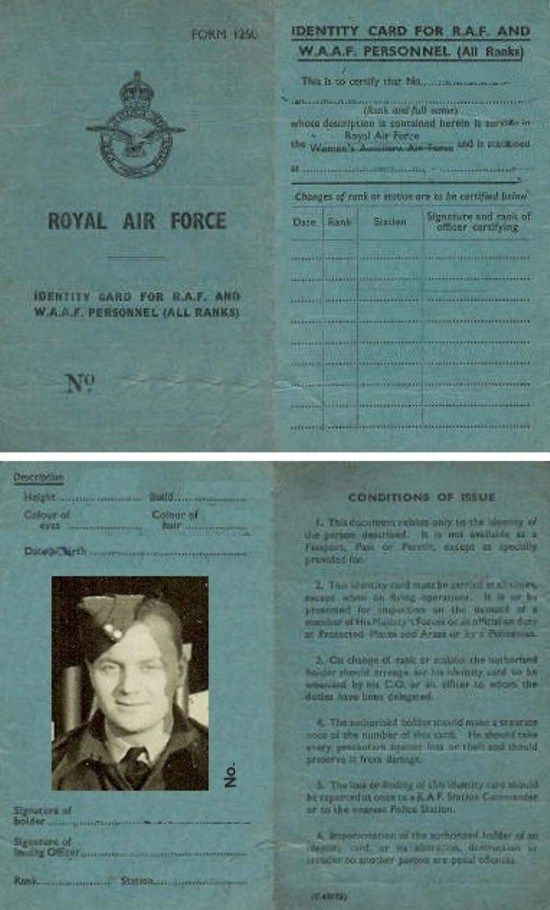 FORM 1250
ROYAL AIR FORCE
IDENTITY CARD FOR R.A.F. AND
W.A.A.F. PERSONNEL (ALL RANKS)
No
IDENTITY CARD FOR R.A.F. AND
W.A.A.F. PERSONNEL (All Ranks)
This is to certify that No.
(Rank and full name)
whose description is contained herein is serving in
Royal Air Force
the Women's Auxiliary Air Force and is stationed
at
Changes of rank or station are to be certified below
Date Rank Station Signature and rank of
officer certifying
Description
Height Build
Colour of Colour of
eyes hair
Date of Birth
No.
Signature of
holder
Signature of
Issuing Officer
Rank Station
CONDITIONS OF ISSUE
1. This document relates only to the identity of
the person described. It is not available as a
Passport, Pass or Permit, except as specially
provided for.
2. This identity card must be carried at all times,
except when on flying operations. It is to be
presented for inspection on the demand of a
member of His Majesty's Forces or an official on duty
at Protected Places and Areas or by a Policeman.
3. On change of rank or station the authorised
holder should arrange for his identity card to be
amended by his C.O. or an officer to whom the
duties have been delegated.
4. The authorised holder should make a separate
note of the number of this card. He should take
every precaution against loss or theft and should
preserve it from damage.
5. The loss or finding of this identity card should
be reported at once to a R.A.F. Station Commander
or to the nearest Police Station.
6. Impersonation of the authorised holder of an
identity card, or its alteration, destruction or
transfer to another person are penal offences.